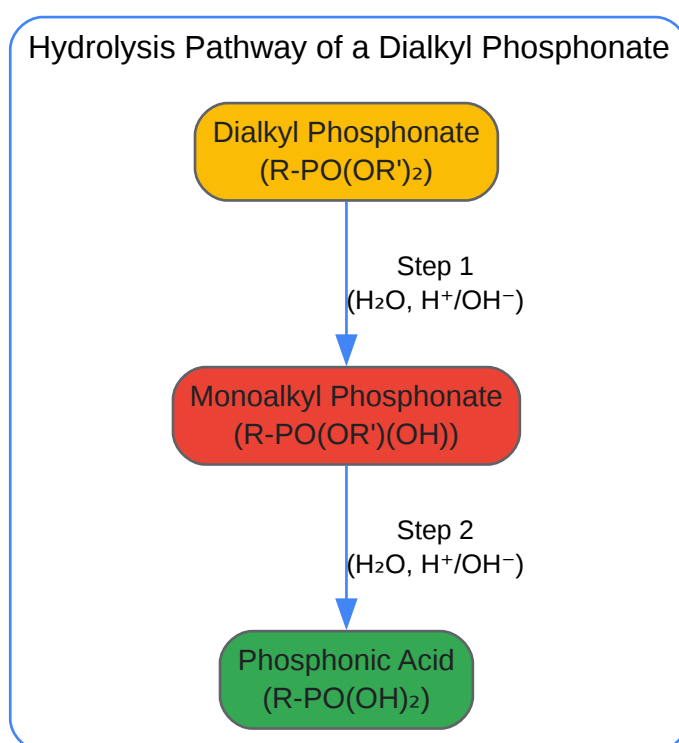 Hydrolysis Pathway of a Dialkyl Phosphonate
Dialkyl Phosphonate
(R-PO(OR')₂)
Step 1
(H₂O, H⁺/OH⁻)
Monoalkyl Phosphonate
(R-PO(OR')(OH))
Step 2
(H₂O, H⁺/OH⁻)
Phosphonic Acid
(R-PO(OH)₂)